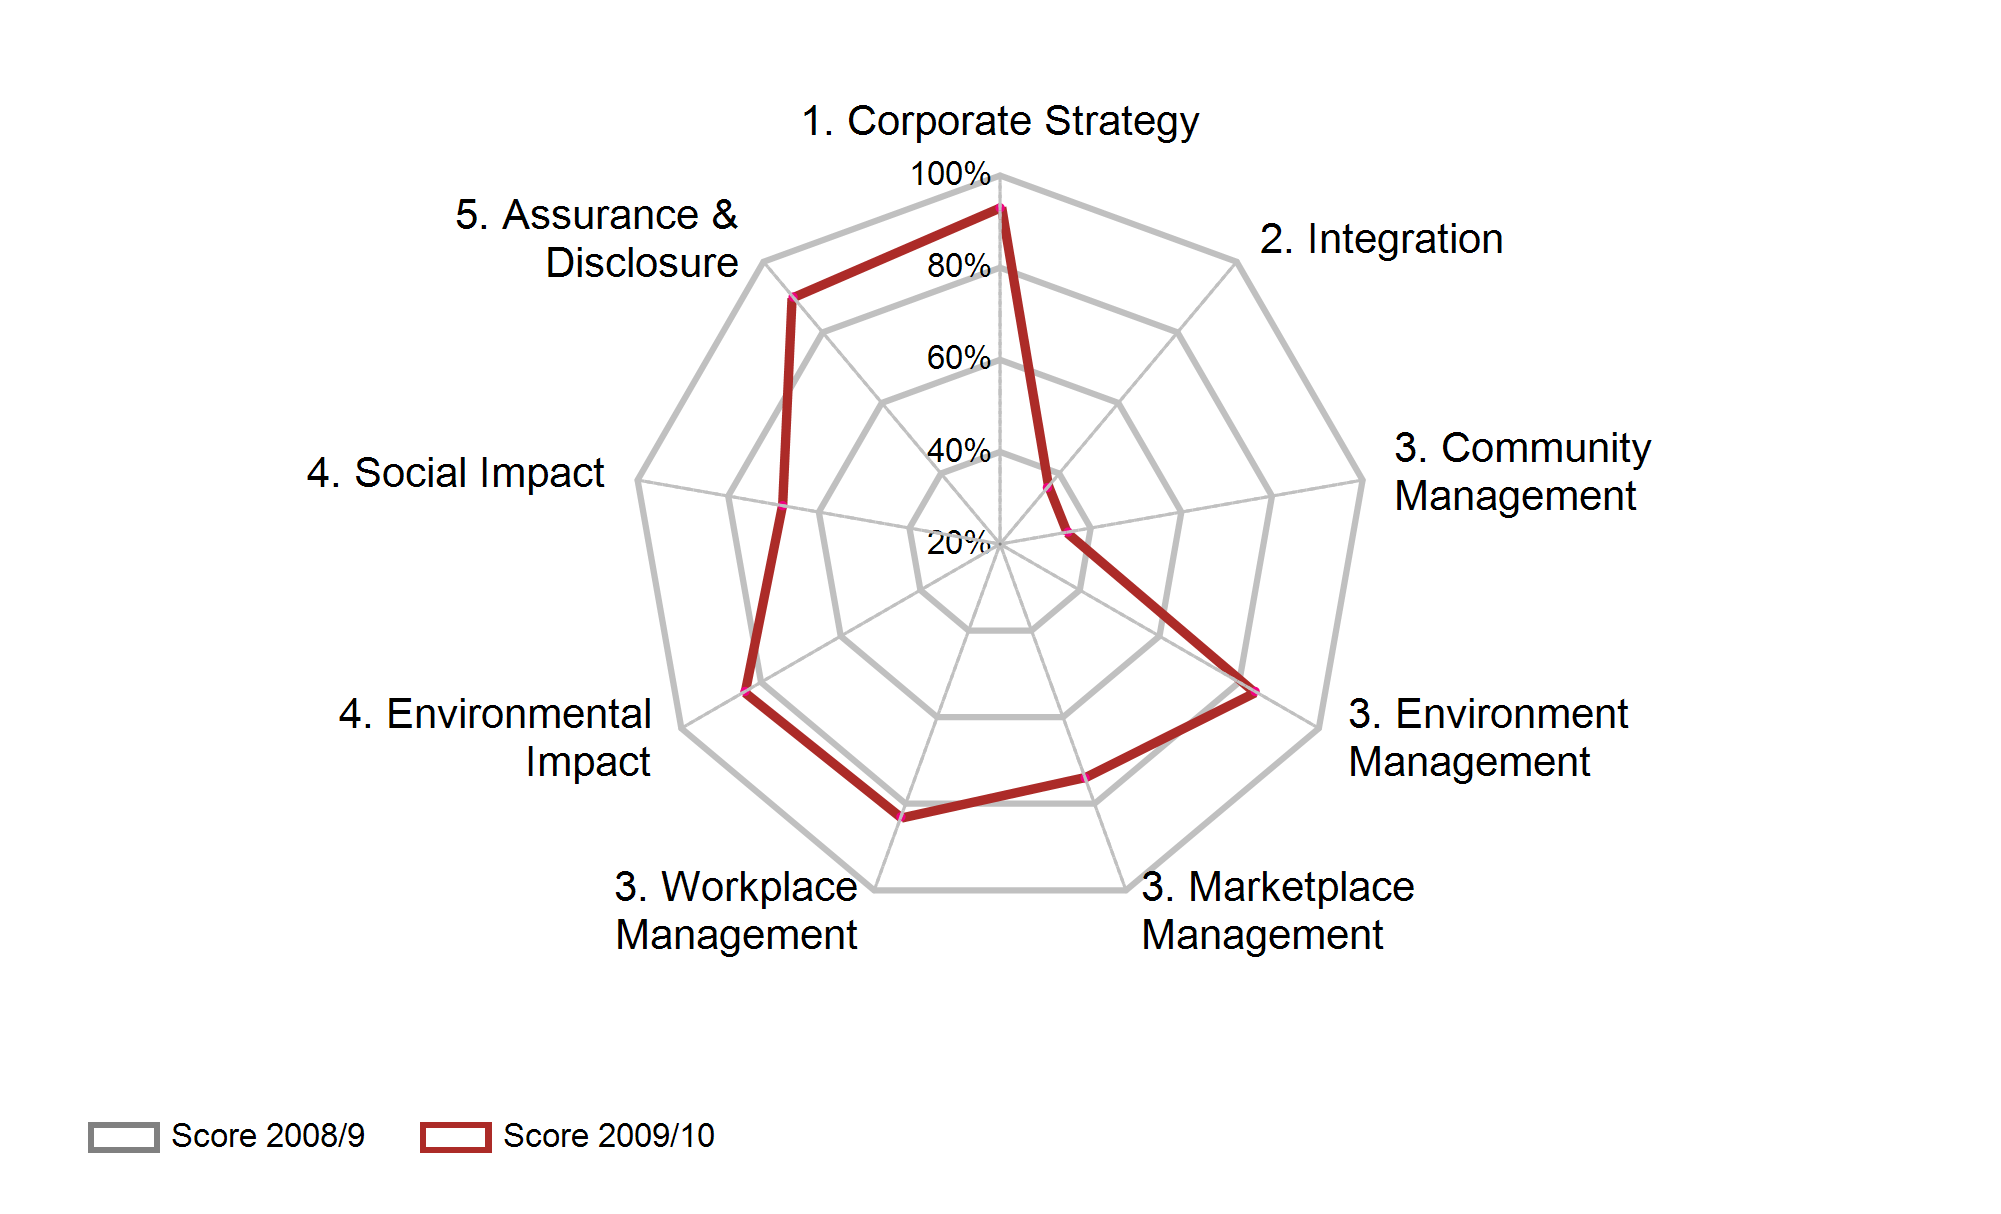 1. Corporate Strategy
100%
5. Assurance &
Disclosure
2. Integration
80%
60%
40%
3. Community
Management
4. Social Impact
20%
4. Environmental
Impact
3. Environment
Management
3. Workplace
Management
3. Marketplace
Management
Score 2008/9
Score 2009/10